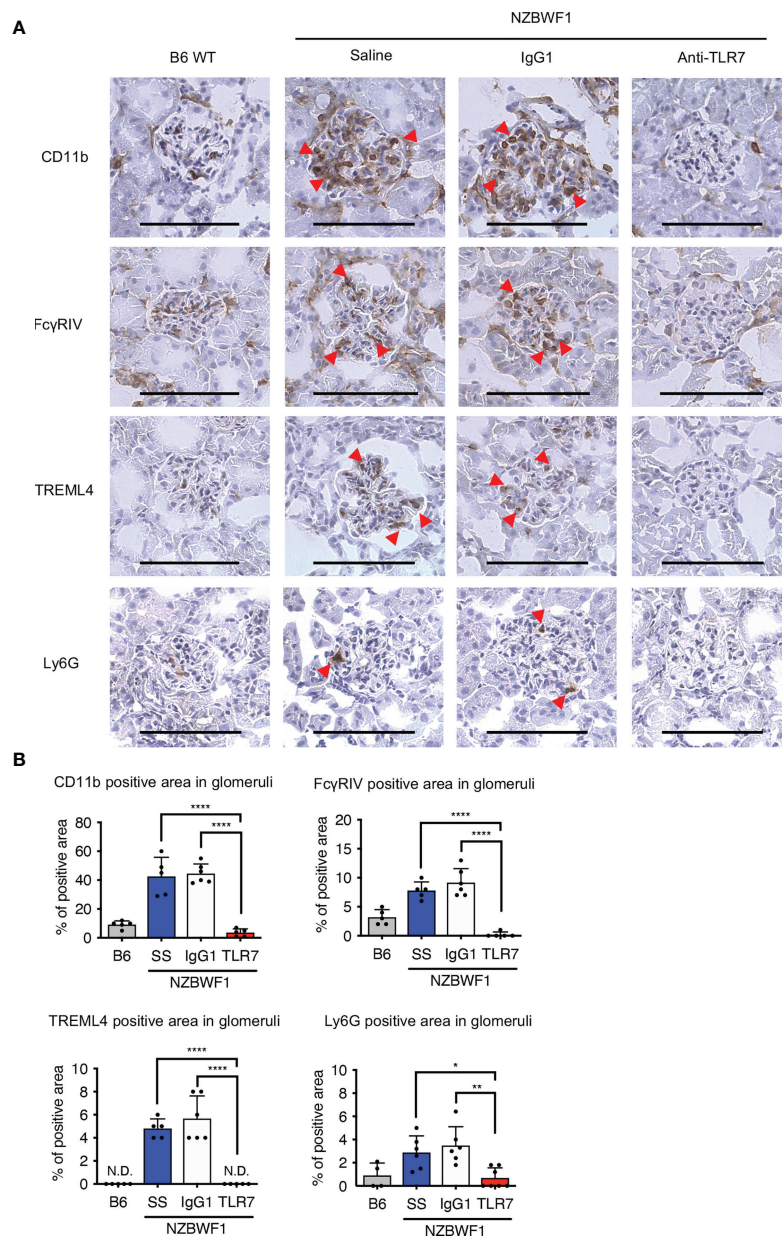 A
NZBWF1
B6 WT
Saline
IgG1
Anti-TLR7
CD11b
FcγRIV
TREML4
Ly6G
B
CD11b positive area in glomeruli
% of positive area
80
60
40
20
0
****
****
B6
SS
IgG1
TLR7
NZBWF1
FcγRIV positive area in glomeruli
% of positive area
20
15
10
5
0
****
****
B6
SS
IgG1
TLR7
NZBWF1
TREML4 positive area in glomeruli
% of positive area
10
8
6
4
2
0
****
****
N.D.
N.D.
B6
SS
IgG1
TLR7
NZBWF1
Ly6G positive area in glomeruli
% of positive area
10
8
6
4
2
0
*
**
B6
SS
IgG1
TLR7
NZBWF1